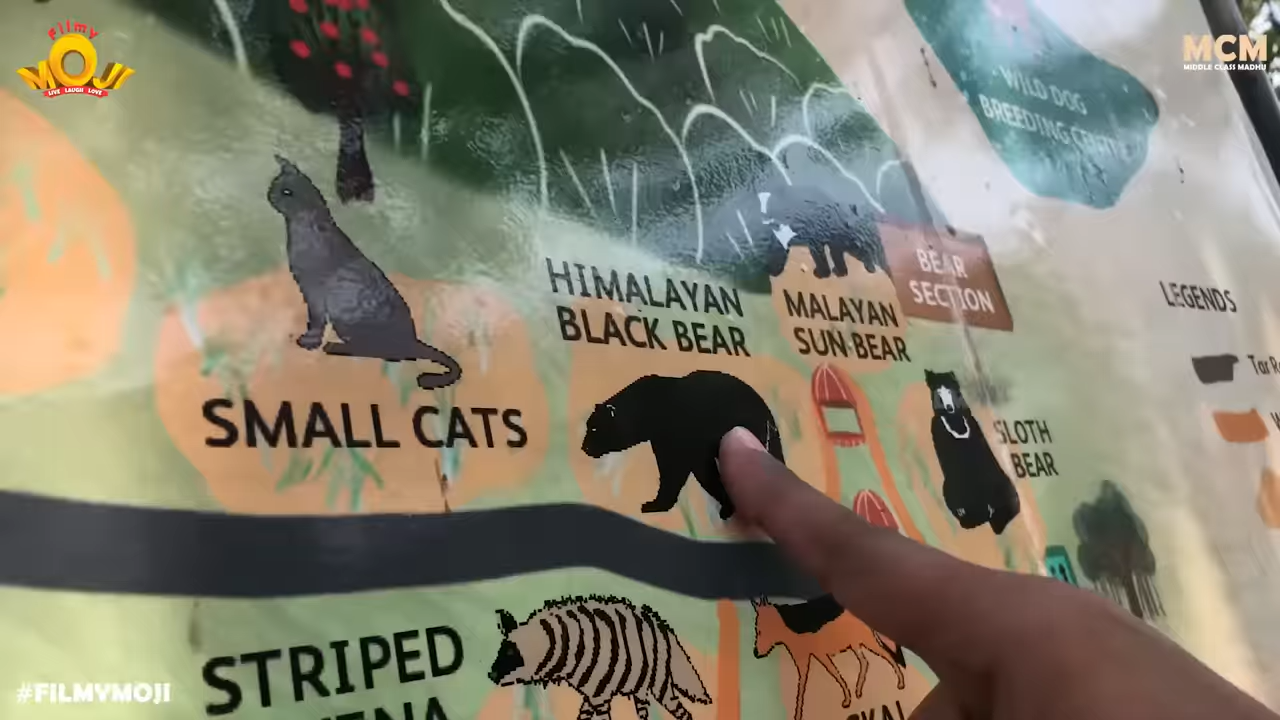 Filmy
MOJI
LIVE LAUGH LOVE
MCM
MIDDLE CLASS MADHU
WILD DOG
BREEDING
BEAR
SECTION
HIMALAYAN
BLACK BEAR
MALAYAN
SUN BEAR
LEGENDS
Tar
SMALL CATS
SLOTH
BEAR
STRIPED
#FILMYMOJI